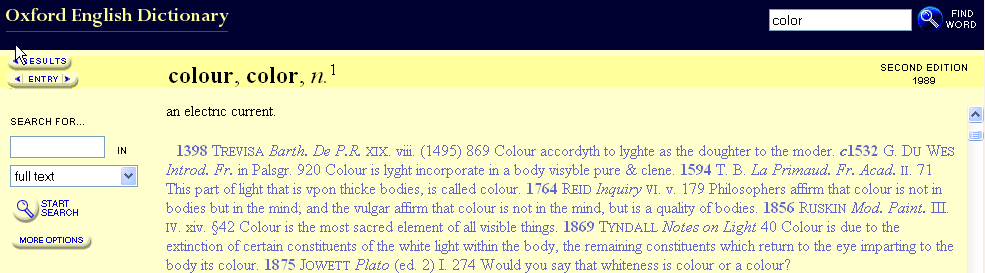 Oxford English Dictionary
color
FIND WORD
RESULTS
ENTRY
colour, color, n.1
SECOND EDITION
1989
an electric current.
SEARCH FOR...
IN
full text
START SEARCH
MORE OPTIONS
1398 TREVISA Barth. De P.R. XIX. viii. (1495) 869 Colour accordyth to lyghte as the doughter to the moder. c1532 G. DU WES
Introd. Fr. in Palsgr. 920 Colour is lyght incorporate in a body visyble pure & clene. 1594 T. B. La Primaud. Fr. Acad. II. 71
This part of light that is vpon thicke bodies, is called colour. 1764 REID Inquiry VI. v. 179 Philosophers affirm that colour is not in
bodies but in the mind; and the vulgar affirm that colour is not in the mind, but is a quality of bodies. 1856 RUSKIN Mod. Paint. III.
IV. xiv. §42 Colour is the most sacred element of all visible things. 1869 TYNDALL Notes on Light 40 Colour is due to the
extinction of certain constituents of the white light within the body, the remaining constituents which return to the eye imparting to the
body its colour. 1875 JOWETT Plato (ed. 2) I. 274 Would you say that whiteness is colour or a colour?